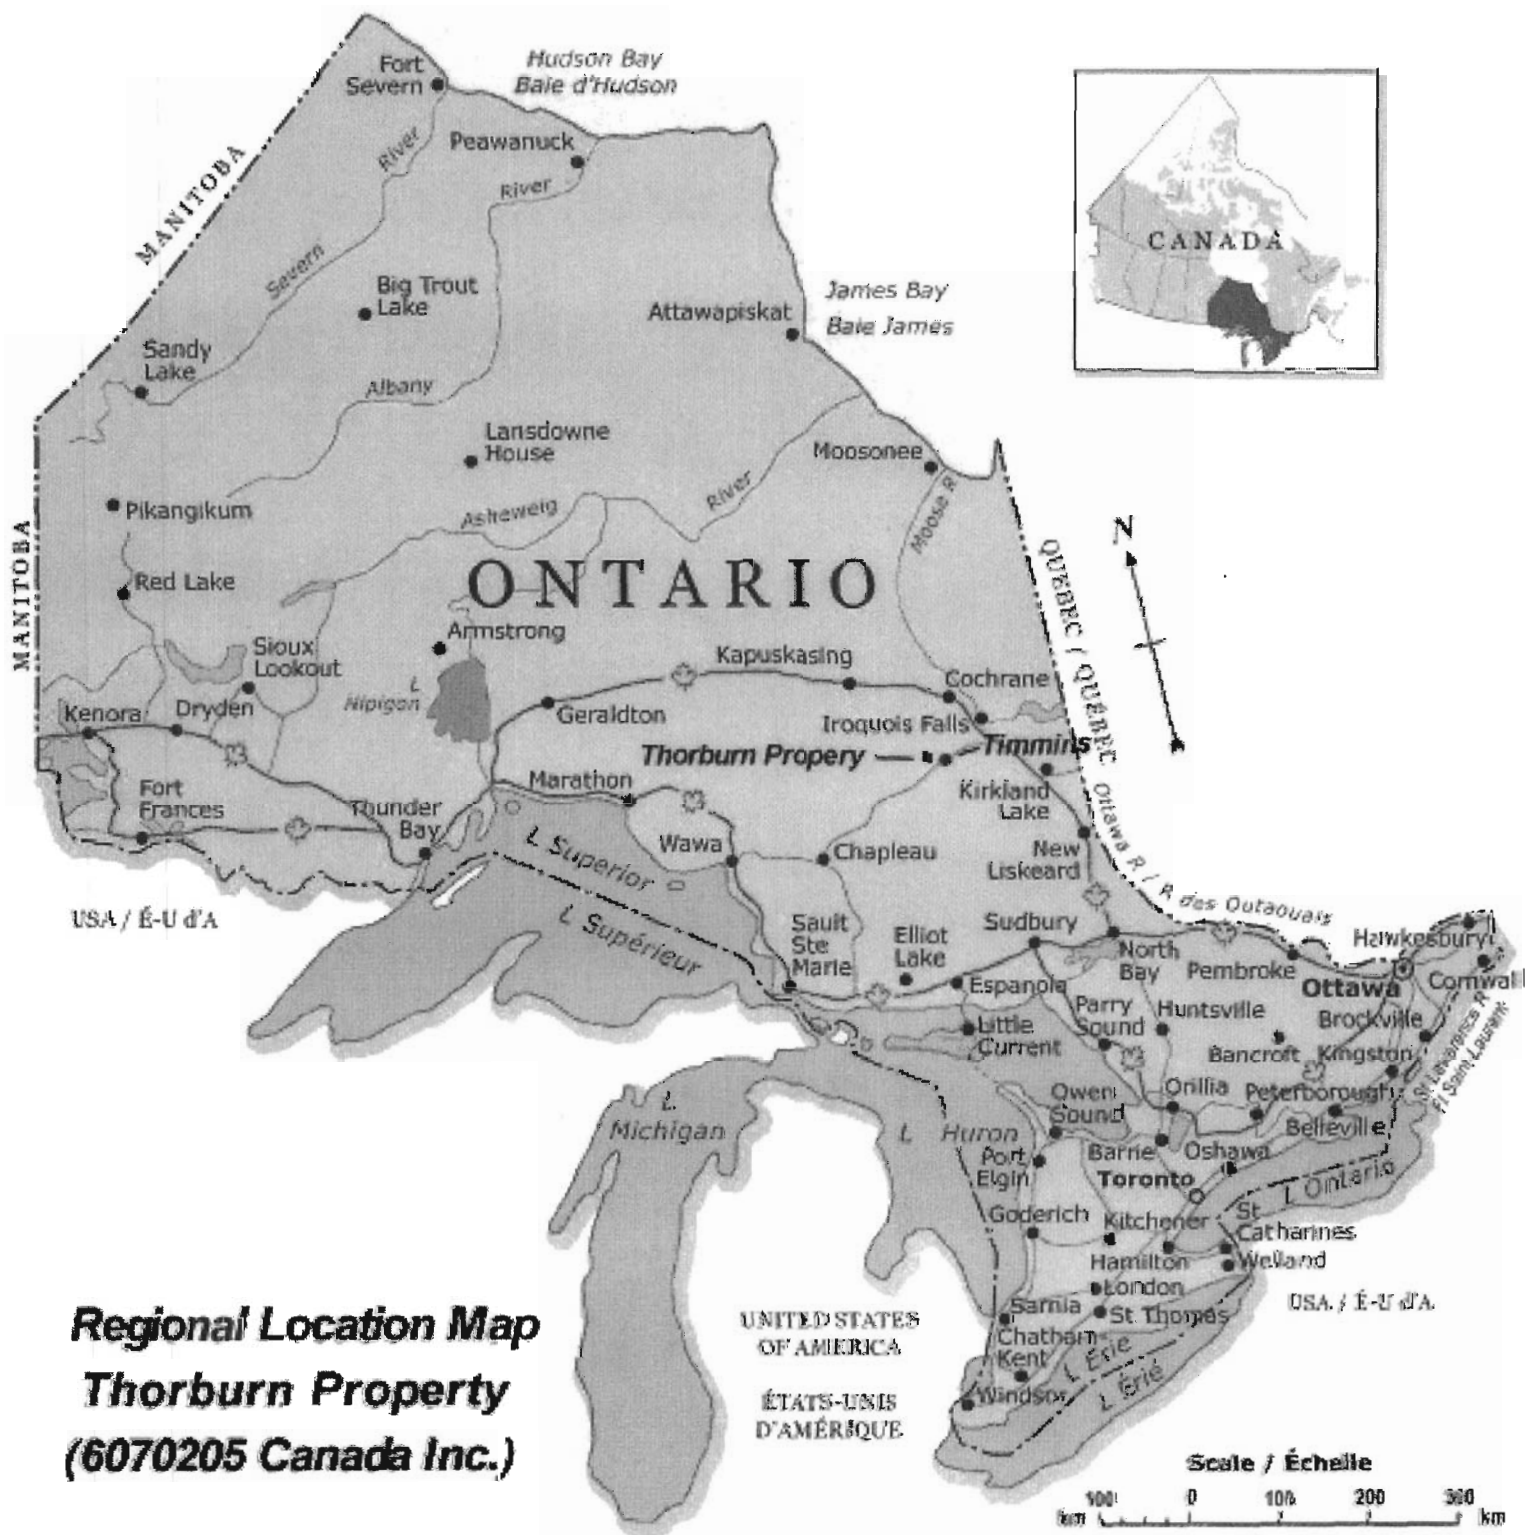 Hudson Bay
Baie d'Hudson
Fort
Severn
Peawanuck
River
River
MANITOBA
Severn
Big Trout
Lake
Attawapiskat
James Bay
Baie James
CANADA
Sandy
Lake
Albany
Lansdowne
House
Moosonee
River
Moose R
Pikangikum
Asheweig
MANITOBA
Red Lake
ONTARIO
QUEBEC / QUÉBEC
N
Armstrong
Sioux
Lookout
L
Nipigon
Kapuskasing
Cochrane
Kenora
Dryden
Geraldton
Iroquois Falls
Thorburn Propery
Timmins
Marathon
Kirkland
Lake
Fort
Frances
Thunder
Bay
Wawa
Chapleau
New
Liskeard
Ottawa R / R des Outaouais
L Superior
L Supérieur
USA / É-U d'A
Sault
Ste
Marie
Elliot
Lake
Sudbury
North
Bay
Pembroke
Hawkesbury
Ottawa
Cornwall
Espanola
Little
Current
Parry
Sound
Huntsville
Bancroft
Brockville
Kingston
St Lawrence R
Fl Saint-Laurent
Owen
Sound
Orillia
Peterborough
Belleville
L
Michigan
L Huron
Port
Elgin
Barrie
Oshawa
Toronto
L Ontario
Goderich
Kitchener
St
Catharines
Hamilton
Welland
London
Sarnia
St Thomas
USA / É-U d'A
Chatham-
Kent
L Erie
L Érié
Windsor
UNITED STATES
OF AMERICA
ÉTATS-UNIS
D'AMÉRIQUE
Regional Location Map
Thorburn Property
(6070205 Canada Inc.)
Scale / Échelle
100 0 100 200 300
km km